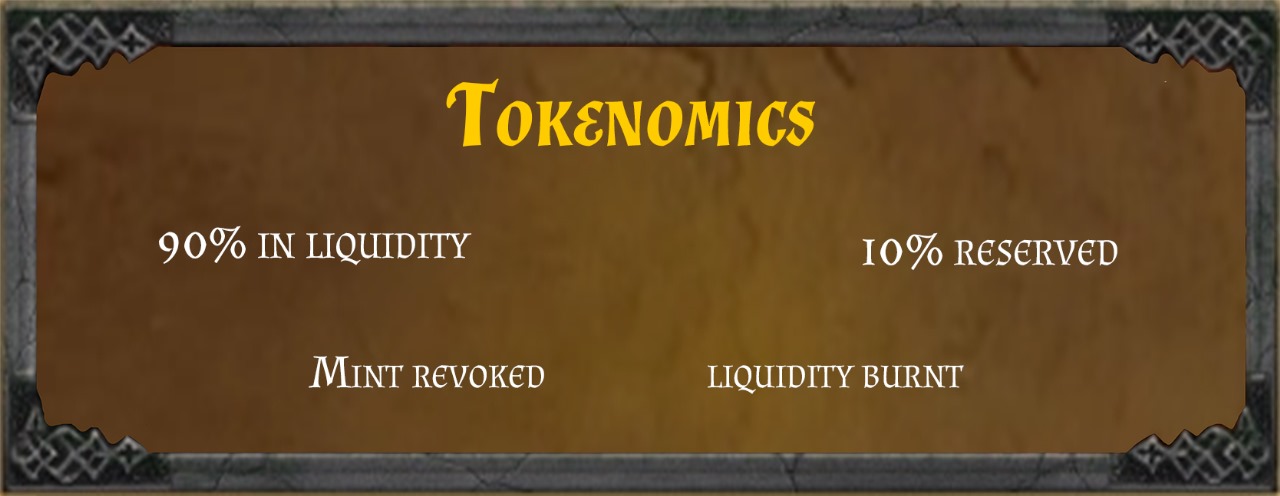 Tokenomics
90% in liquidity
10% reserved
Mint revoked
liquidity burnt